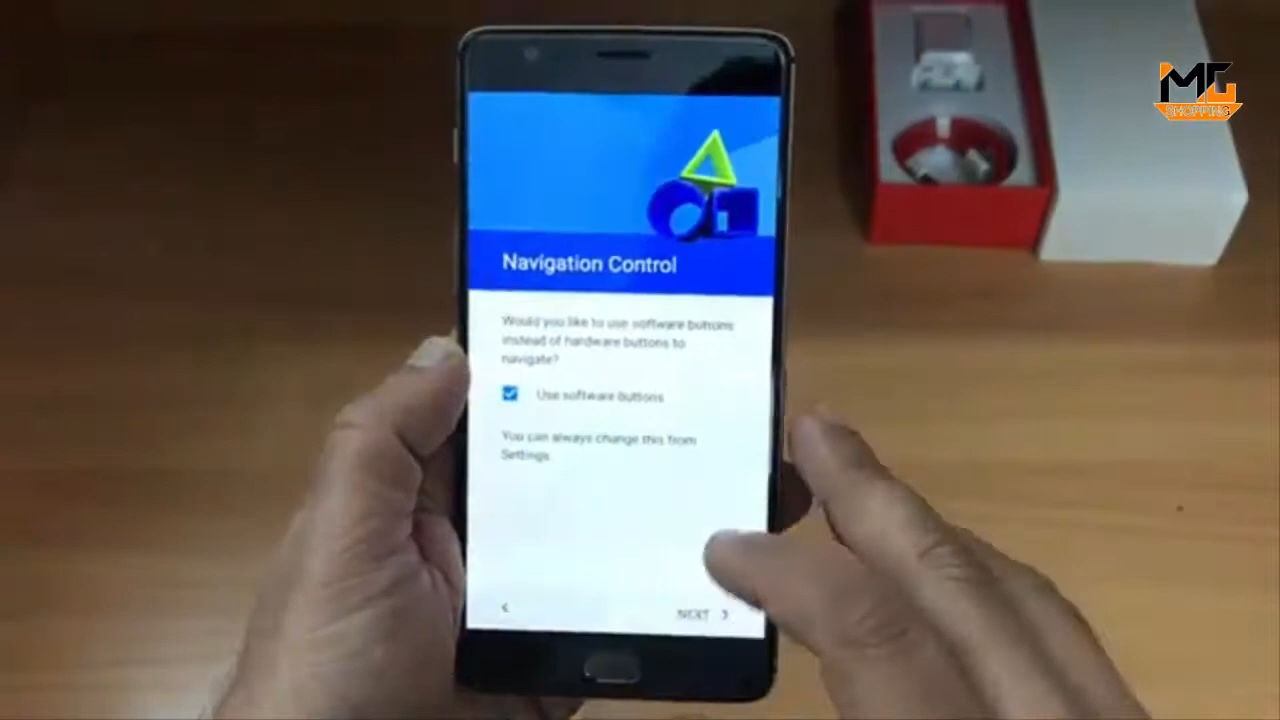 MG
SHOPPING
Navigation Control
Would you like to use software buttons
instead of hardware buttons to
navigate?
Use software buttons
You can always change this from
Settings
NEXT